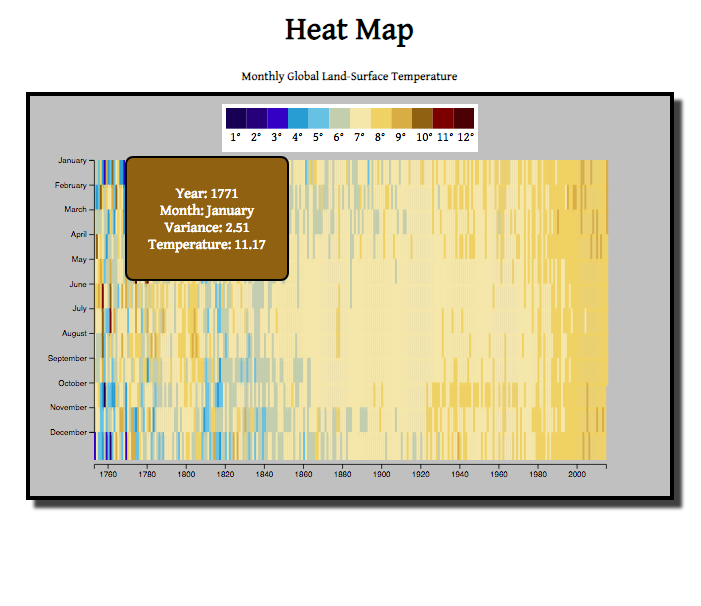 Heat Map
Monthly Global Land-Surface Temperature
1° 2° 3° 4° 5° 6° 7° 8° 9° 10° 11° 12°
January
February
March
April
May
June
July
August
September
October
November
December
Year: 1771
Month: January
Variance: 2.51
Temperature: 11.17
1760 1780 1800 1820 1840 1860 1880 1900 1920 1940 1960 1980 2000